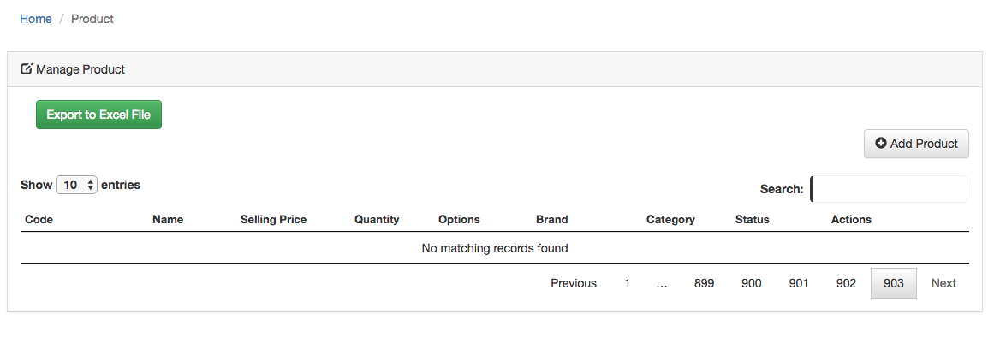 Home / Product
Manage Product
Export to Excel File
Add Product
Show 10 entries
Search:
Code Name Selling Price Quantity Options Brand Category Status Actions
No matching records found
Previous 1 ... 899 900 901 902 903 Next